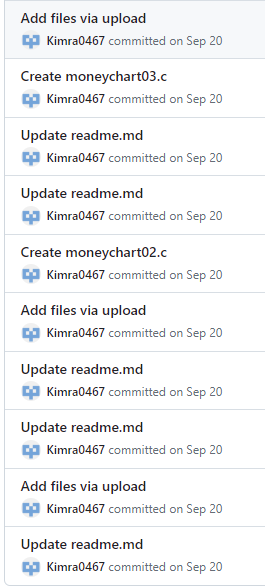 Add files via upload
Kimra0467 committed on Sep 20
Create moneychart03.c
Kimra0467 committed on Sep 20
Update readme.md
Kimra0467 committed on Sep 20
Update readme.md
Kimra0467 committed on Sep 20
Create moneychart02.c
Kimra0467 committed on Sep 20
Add files via upload
Kimra0467 committed on Sep 20
Update readme.md
Kimra0467 committed on Sep 20
Update readme.md
Kimra0467 committed on Sep 20
Add files via upload
Kimra0467 committed on Sep 20
Update readme.md
Kimra0467 committed on Sep 20